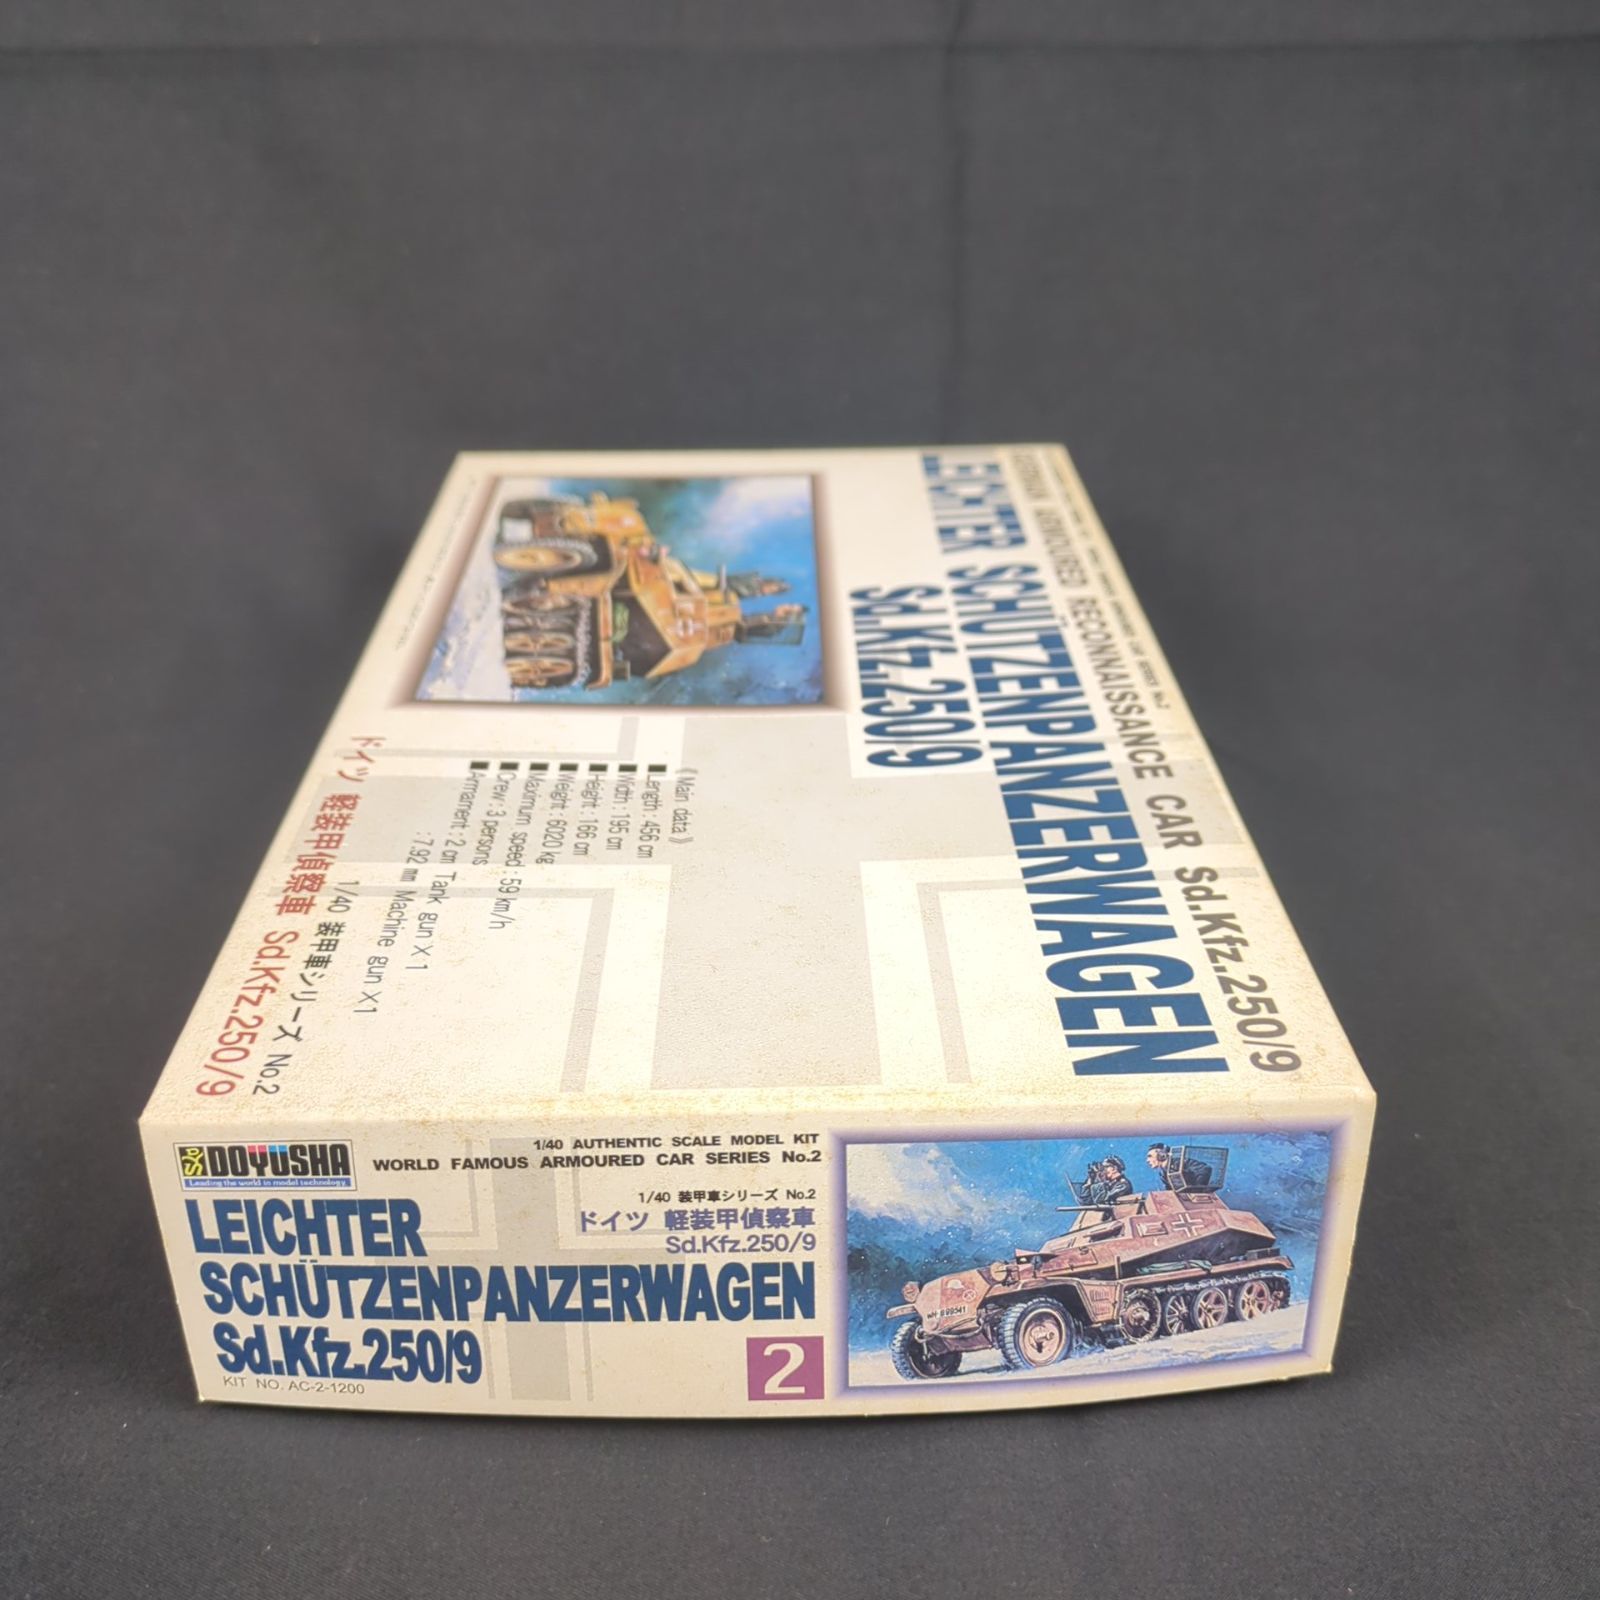 GERMAN ARMOURED RECONNAISSANCE CAR Sd.Kfz.250/9
LEICHTER SCHÜTZENPANZERWAGEN
Sd.Kfz.250/9
《Main data》
■Length : 456 cm
■Width : 195 cm
■Height : 166 cm
■Weight : 6020 kg
■Maximum speed : 59 km/h
■Crew : 3 persons
■Armament : 2 cm Tank gun X 1
: 7.92 mm Machine gun X 1
1/40 装甲車シリーズ No.2
ドイツ 軽装甲偵察車 Sd.Kfz.250/9
DOYUSHA
Leading the world in model technology.
1/40 AUTHENTIC SCALE MODEL KIT
WORLD FAMOUS ARMOURED CAR SERIES No.2
1/40 装甲車シリーズ No.2
ドイツ 軽装甲偵察車
Sd.Kfz.250/9
LEICHTER
SCHÜTZENPANZERWAGEN
Sd.Kfz.250/9
KIT NO. AC-2-1200
2